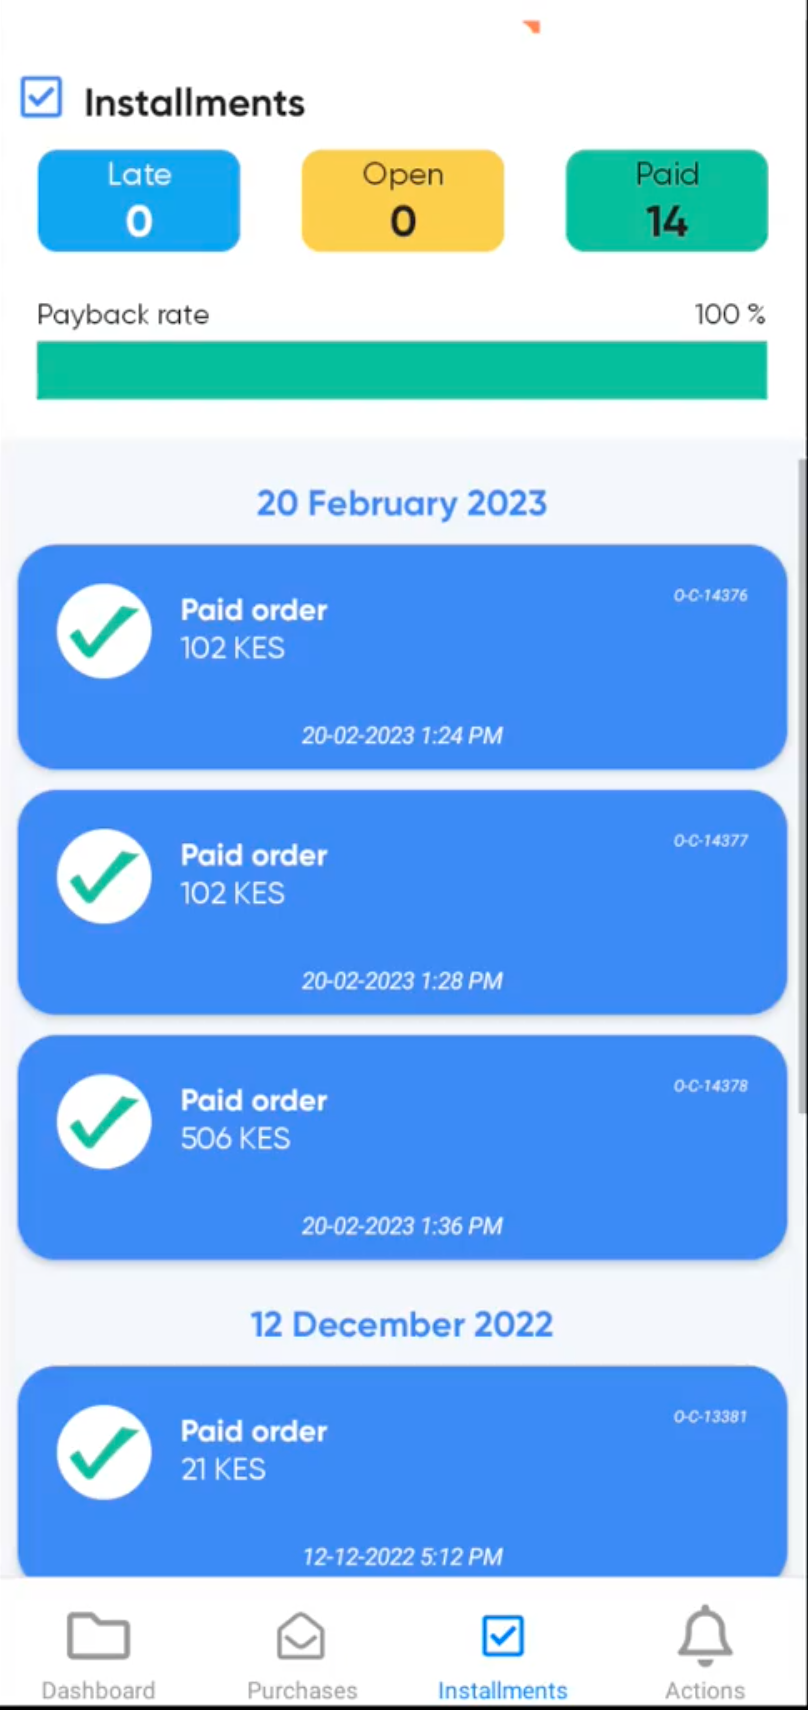 Installments
Late
0
Open
0
Paid
14
Payback rate
100 %
20 February 2023
Paid order
O-C-14376
102 KES
20-02-2023 1:24 PM
Paid order
O-C-14377
102 KES
20-02-2023 1:28 PM
Paid order
O-C-14378
506 KES
20-02-2023 1:36 PM
12 December 2022
Paid order
O-C-13381
21 KES
12-12-2022 5:12 PM
Dashboard
Purchases
Installments
Actions